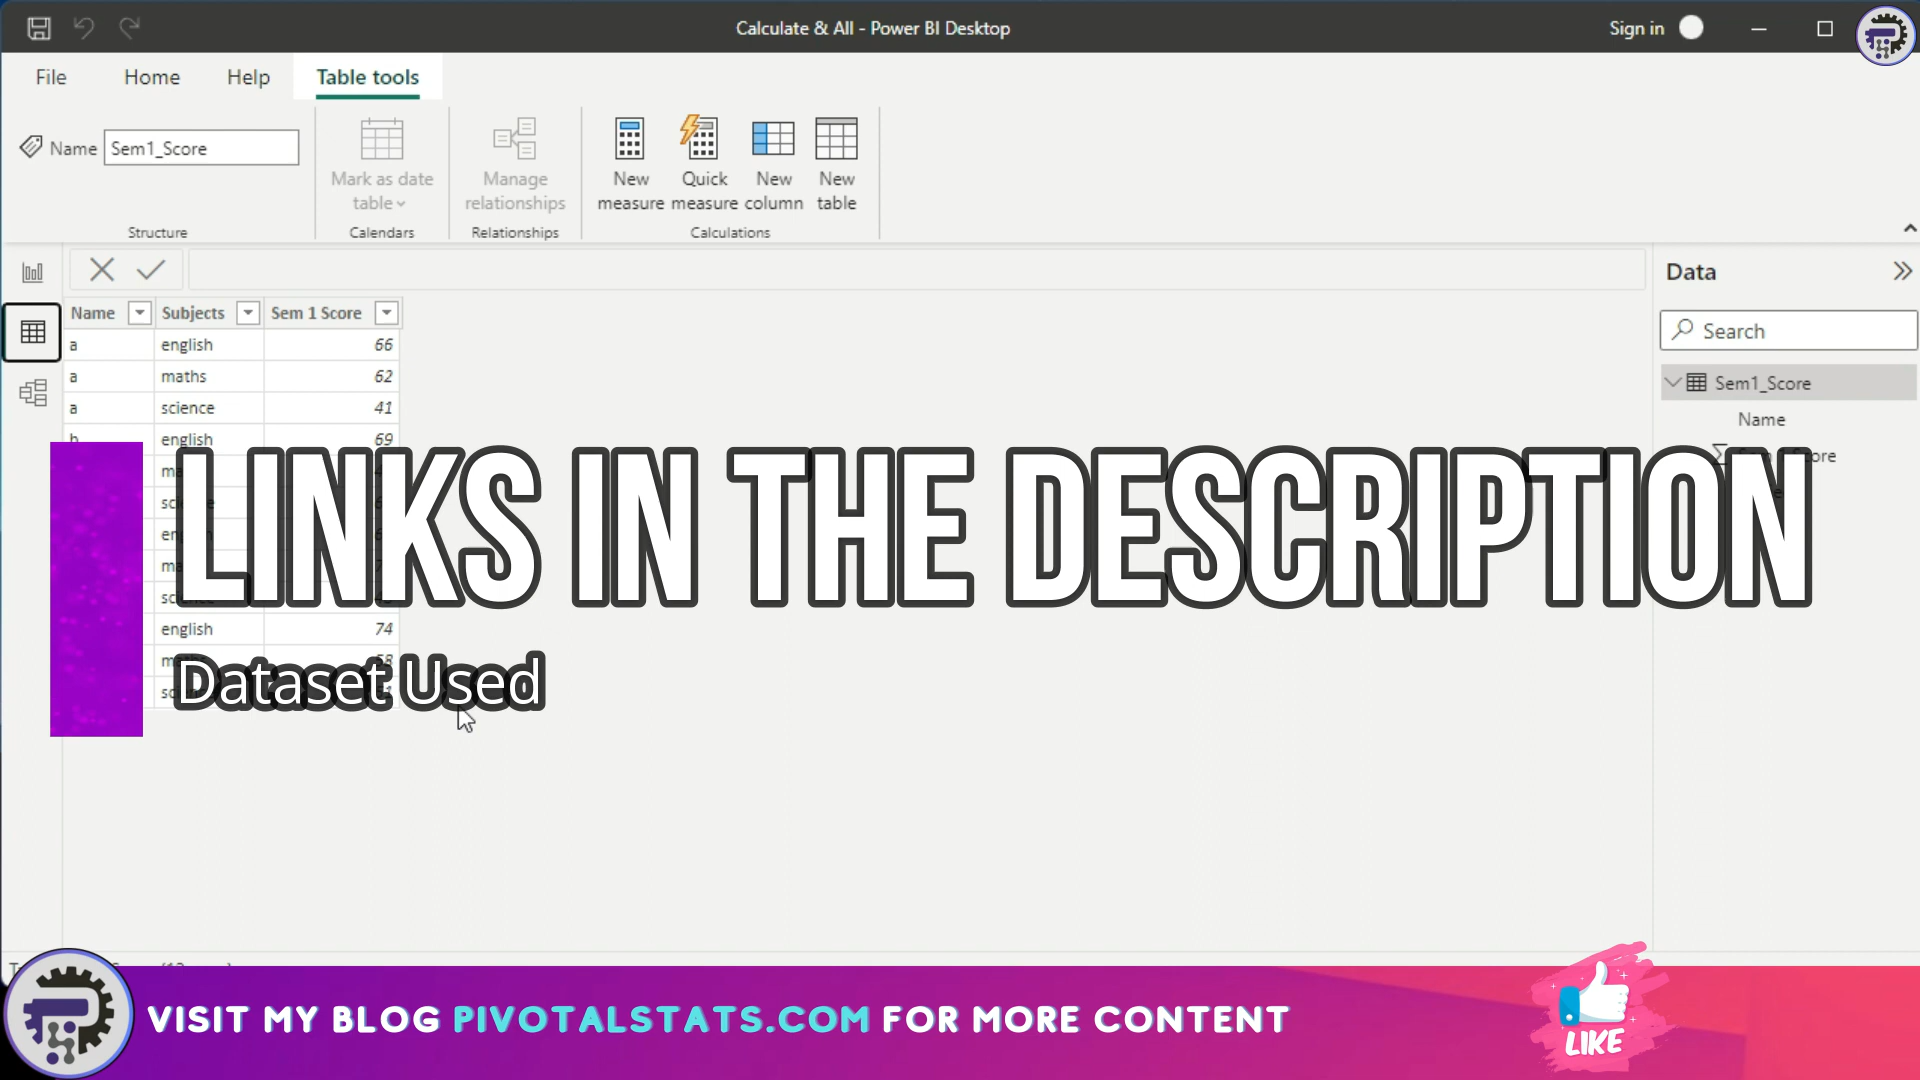 Calculate & All - Power BI Desktop
Sign in
File Home Help Table tools
Name Sem1_Score
Mark as date table
Manage relationships
New measure
Quick measure
New column
New table
Structure Calendars Relationships Calculations
Data
Search
Sem1_Score
Name
Name Subjects Sem 1 Score
a english 66
a maths 62
a science 41
english 69
LINKS IN THE DESCRIPTION
english 74
Dataset Used
VISIT MY BLOG PIVOTALSTATS.COM FOR MORE CONTENT
LIKE